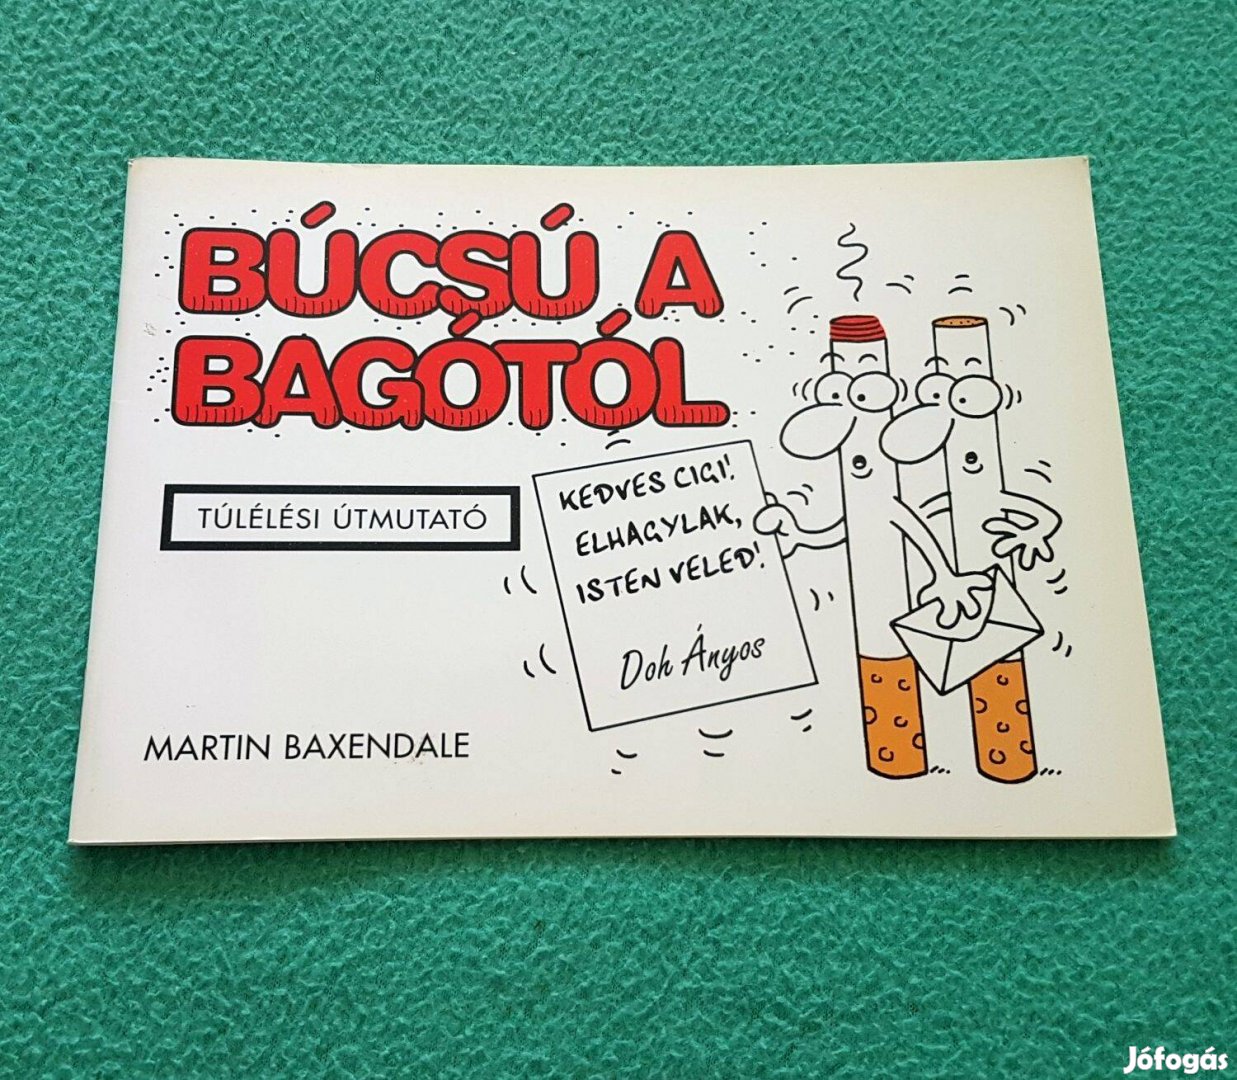 BÚCSÚ A
BAGÓTÓL
TÚLÉLÉSI ÚTMUTATÓ
KEDVES CIGI!
ELHAGYLAK,
ISTEN VELED!
Doh Ányos
MARTIN BAXENDALE
Jófogás